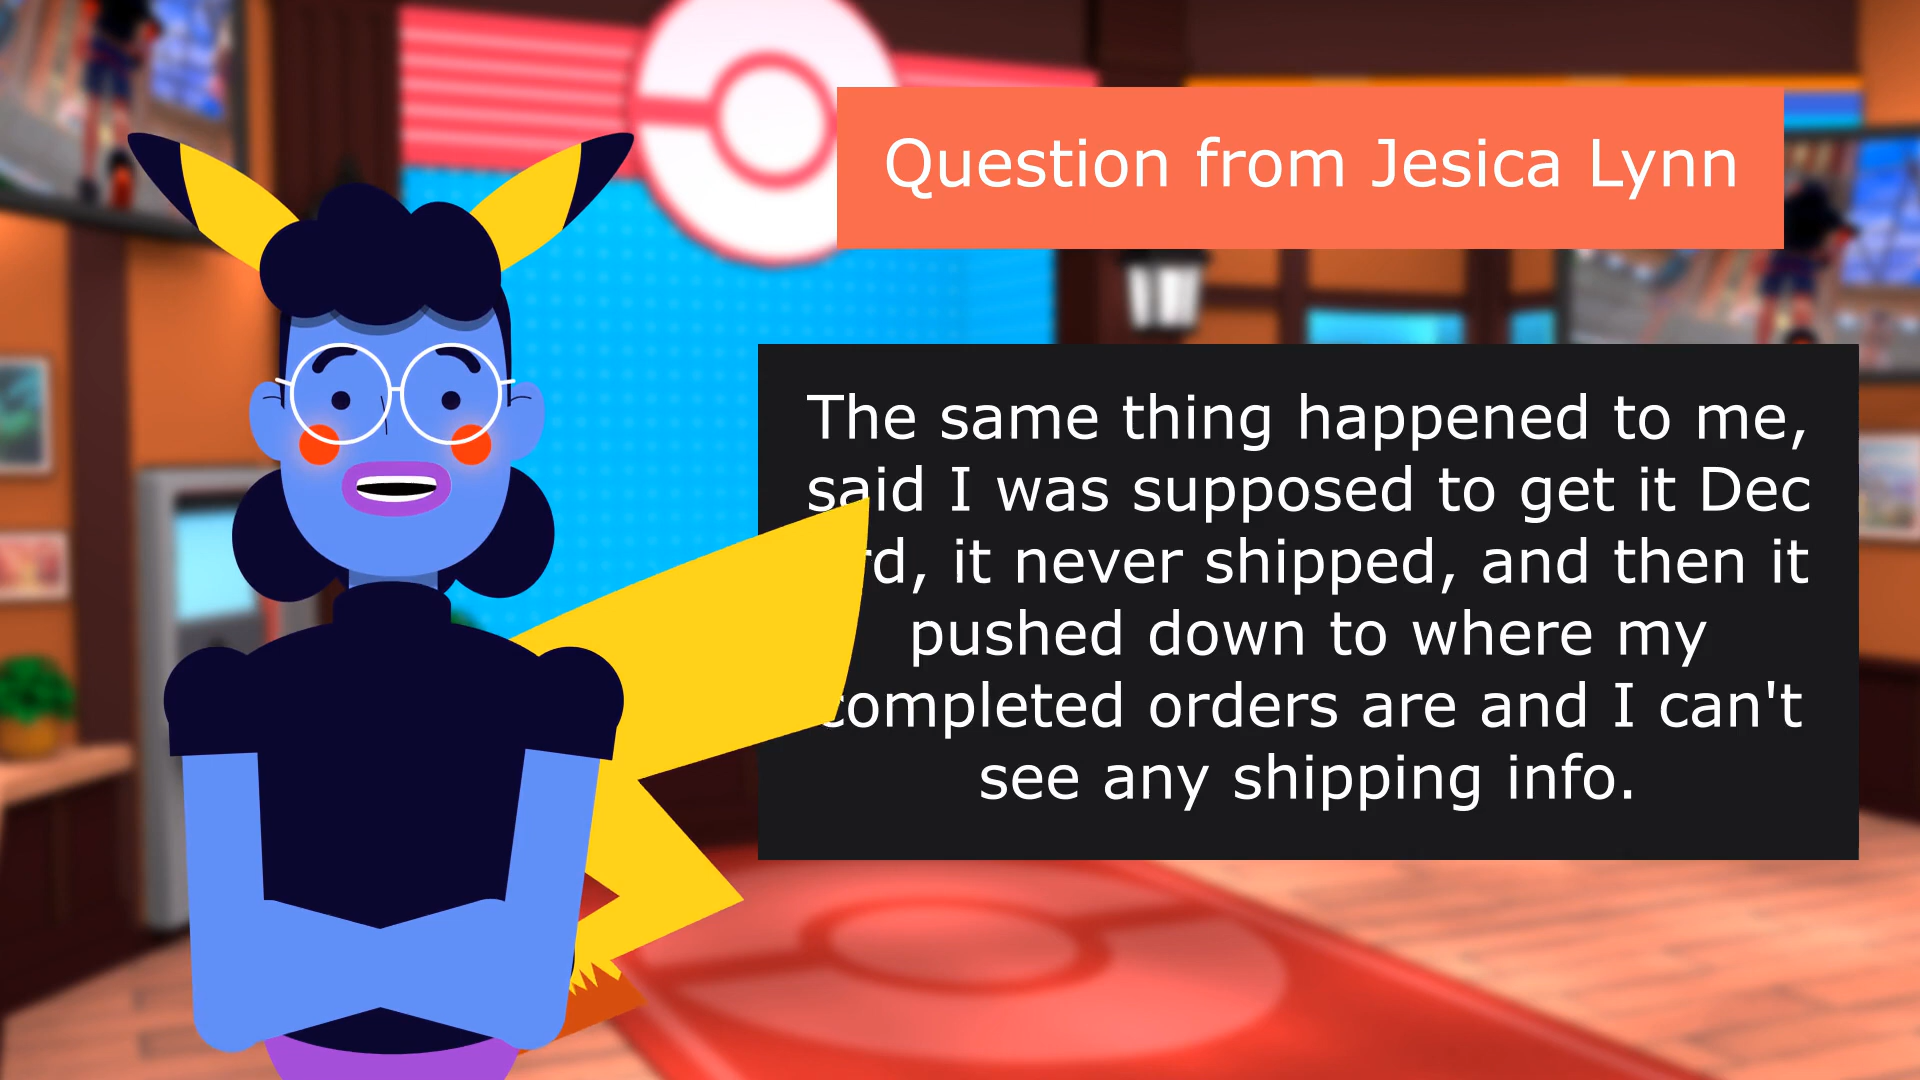 Question from Jesica Lynn
The same thing happened to me,
said I was supposed to get it Dec
rd, it never shipped, and then it
pushed down to where my
completed orders are and I can't
see any shipping info.